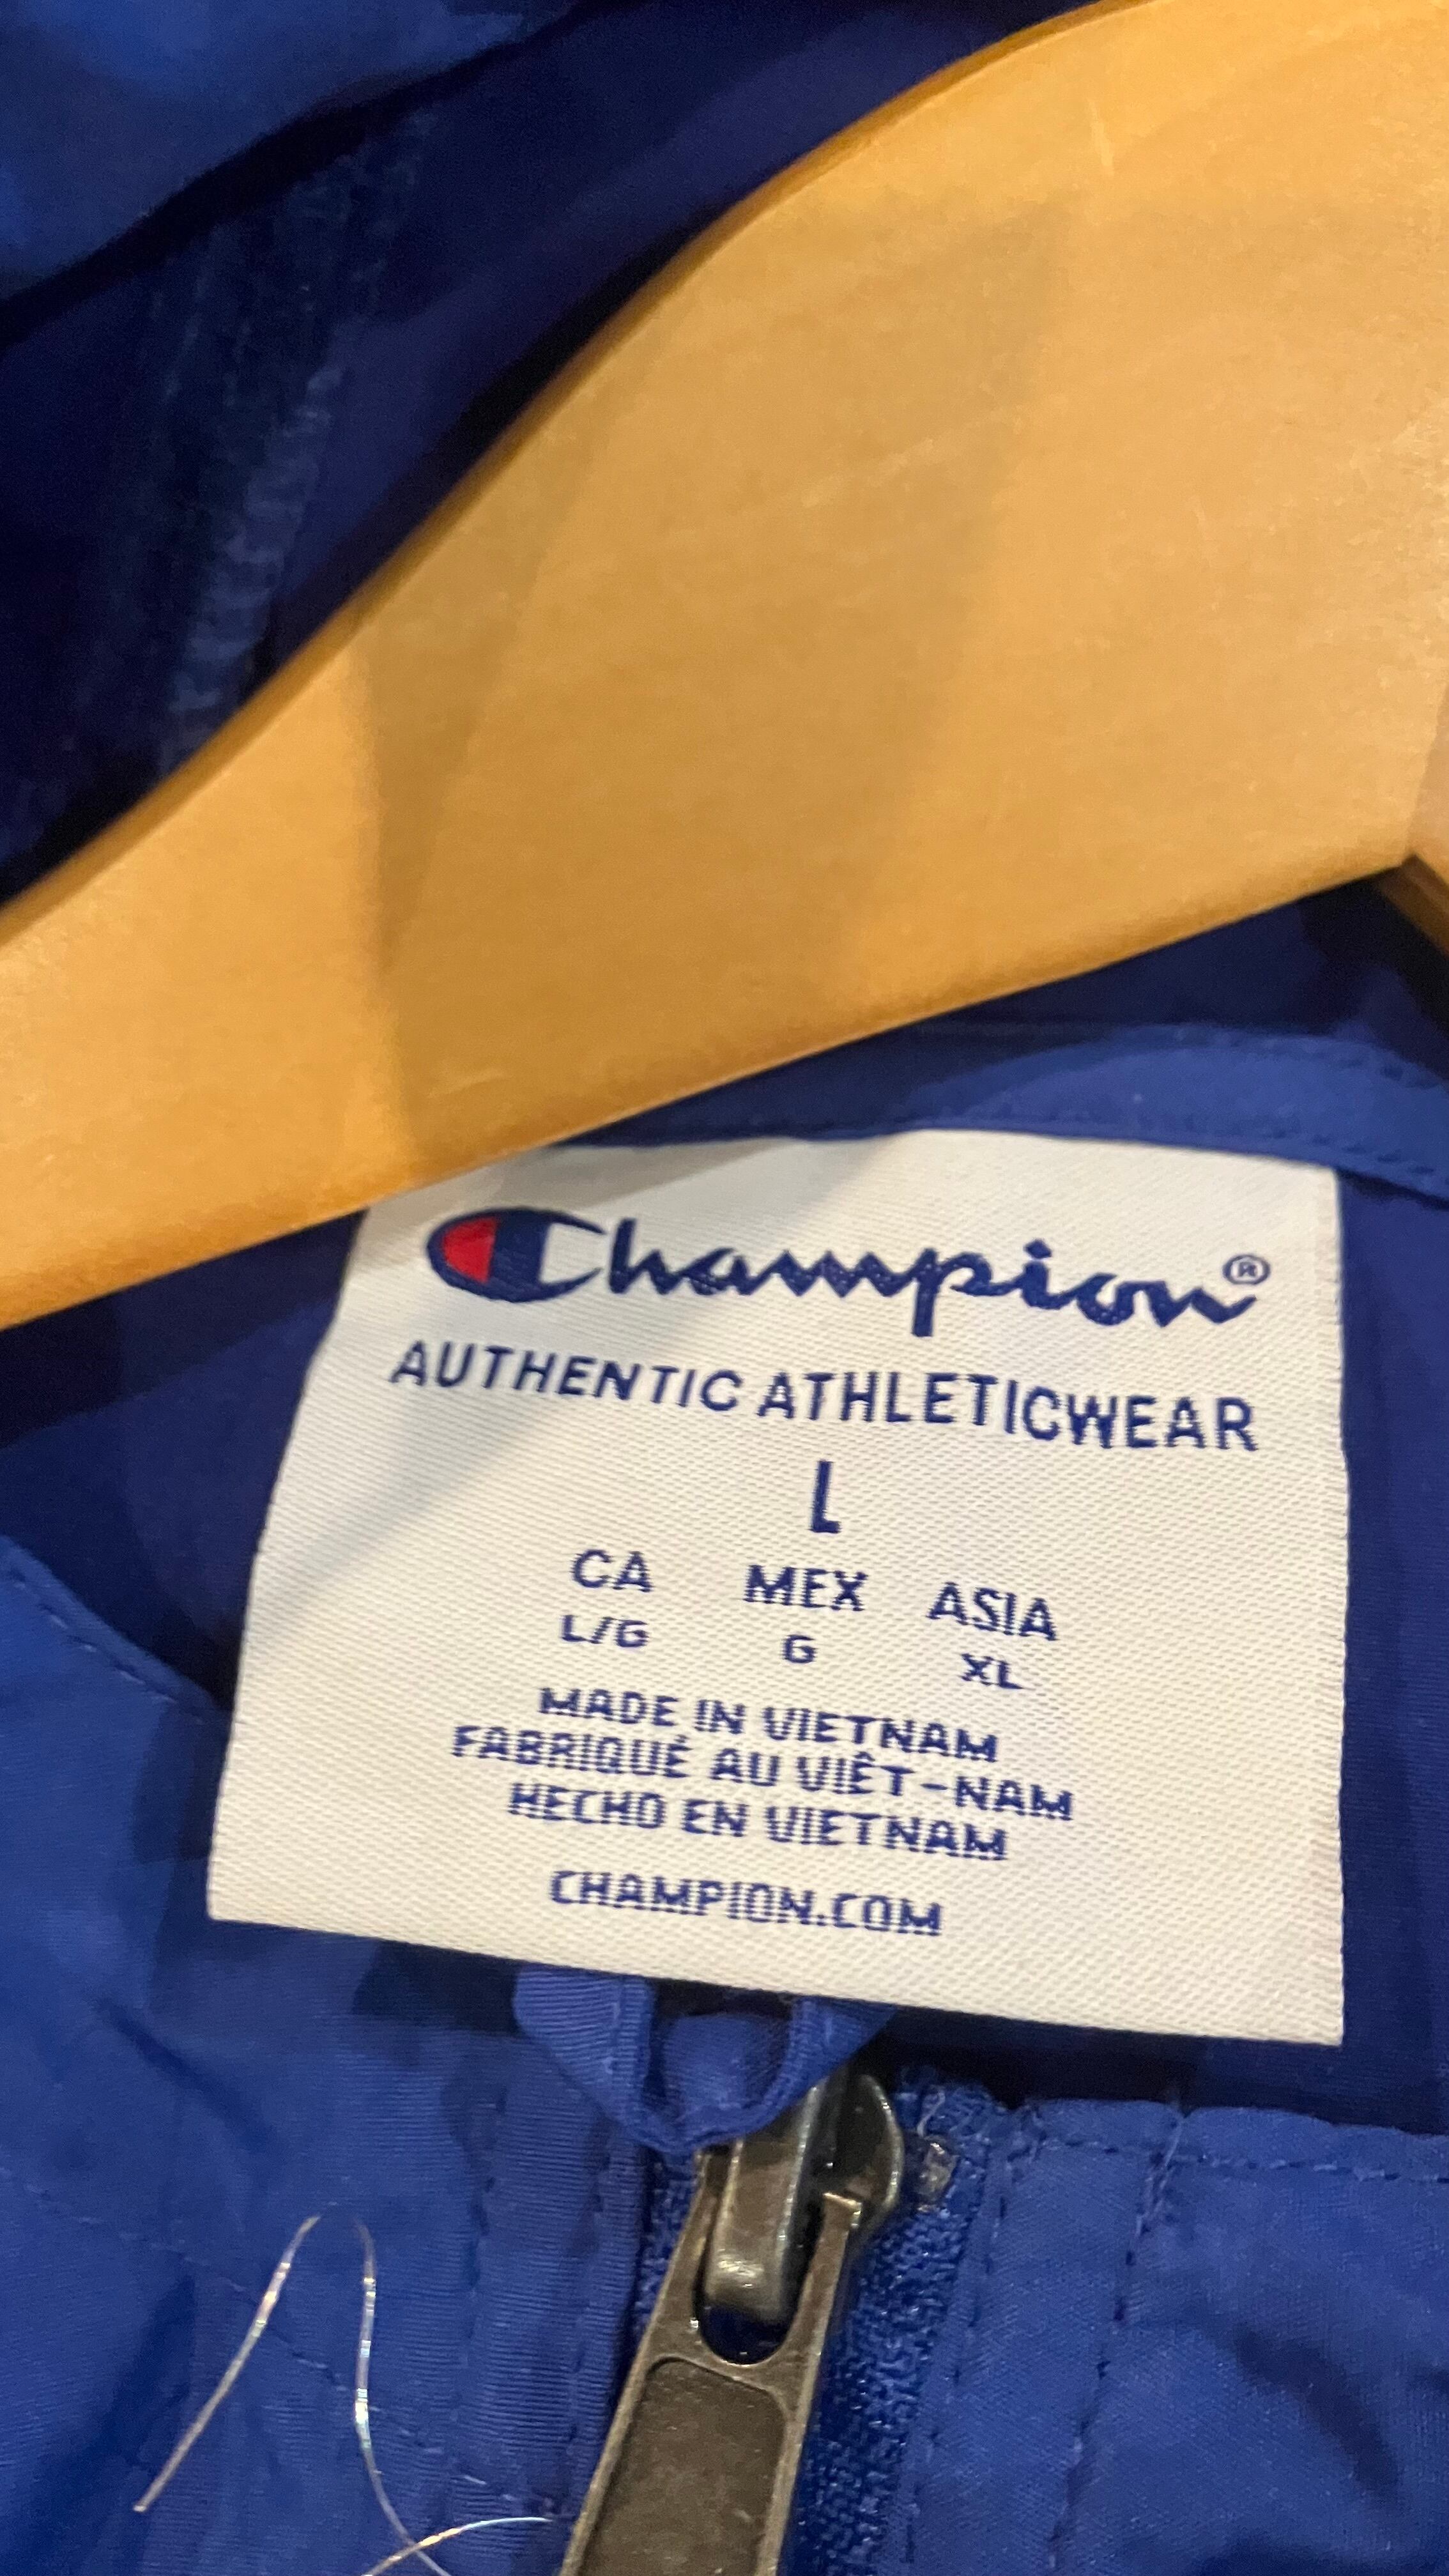 Champion®
AUTHENTIC ATHLETICWEAR
L
CA MEX ASIA
L/G G XL
MADE IN VIETNAM
FABRIQUÉ AU VIÊT-NAM
HECHO EN VIETNAM
CHAMPION.COM